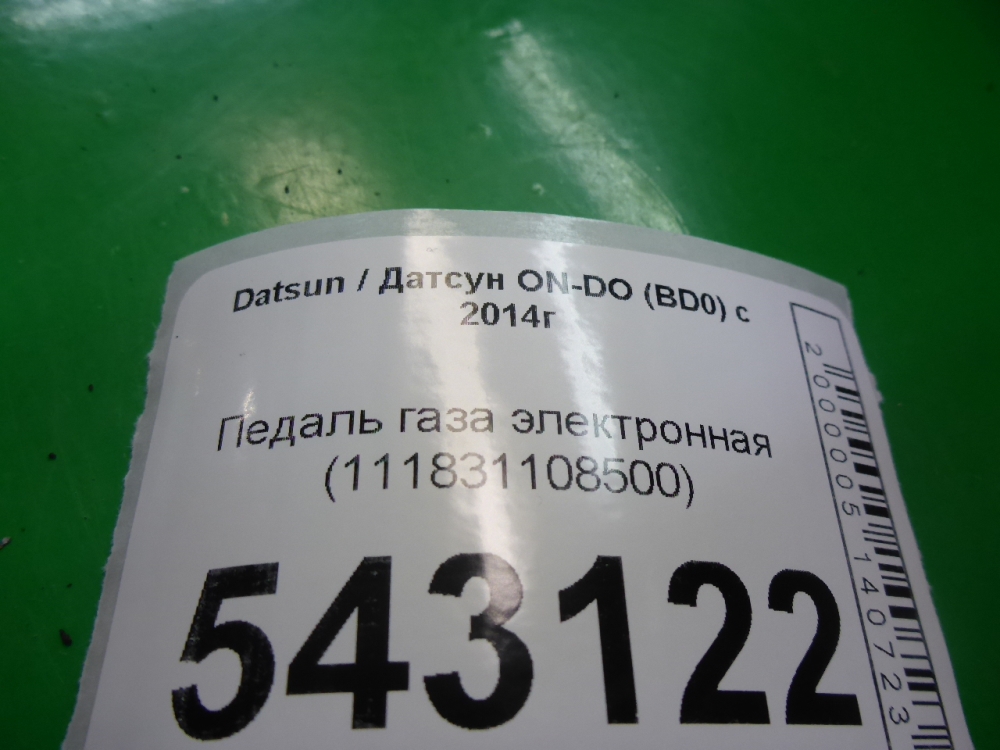 Datsun / Датсун ON-DO (BD0) с
2014г
Педаль газа электронная
(111831108500)
543122
2000005140723